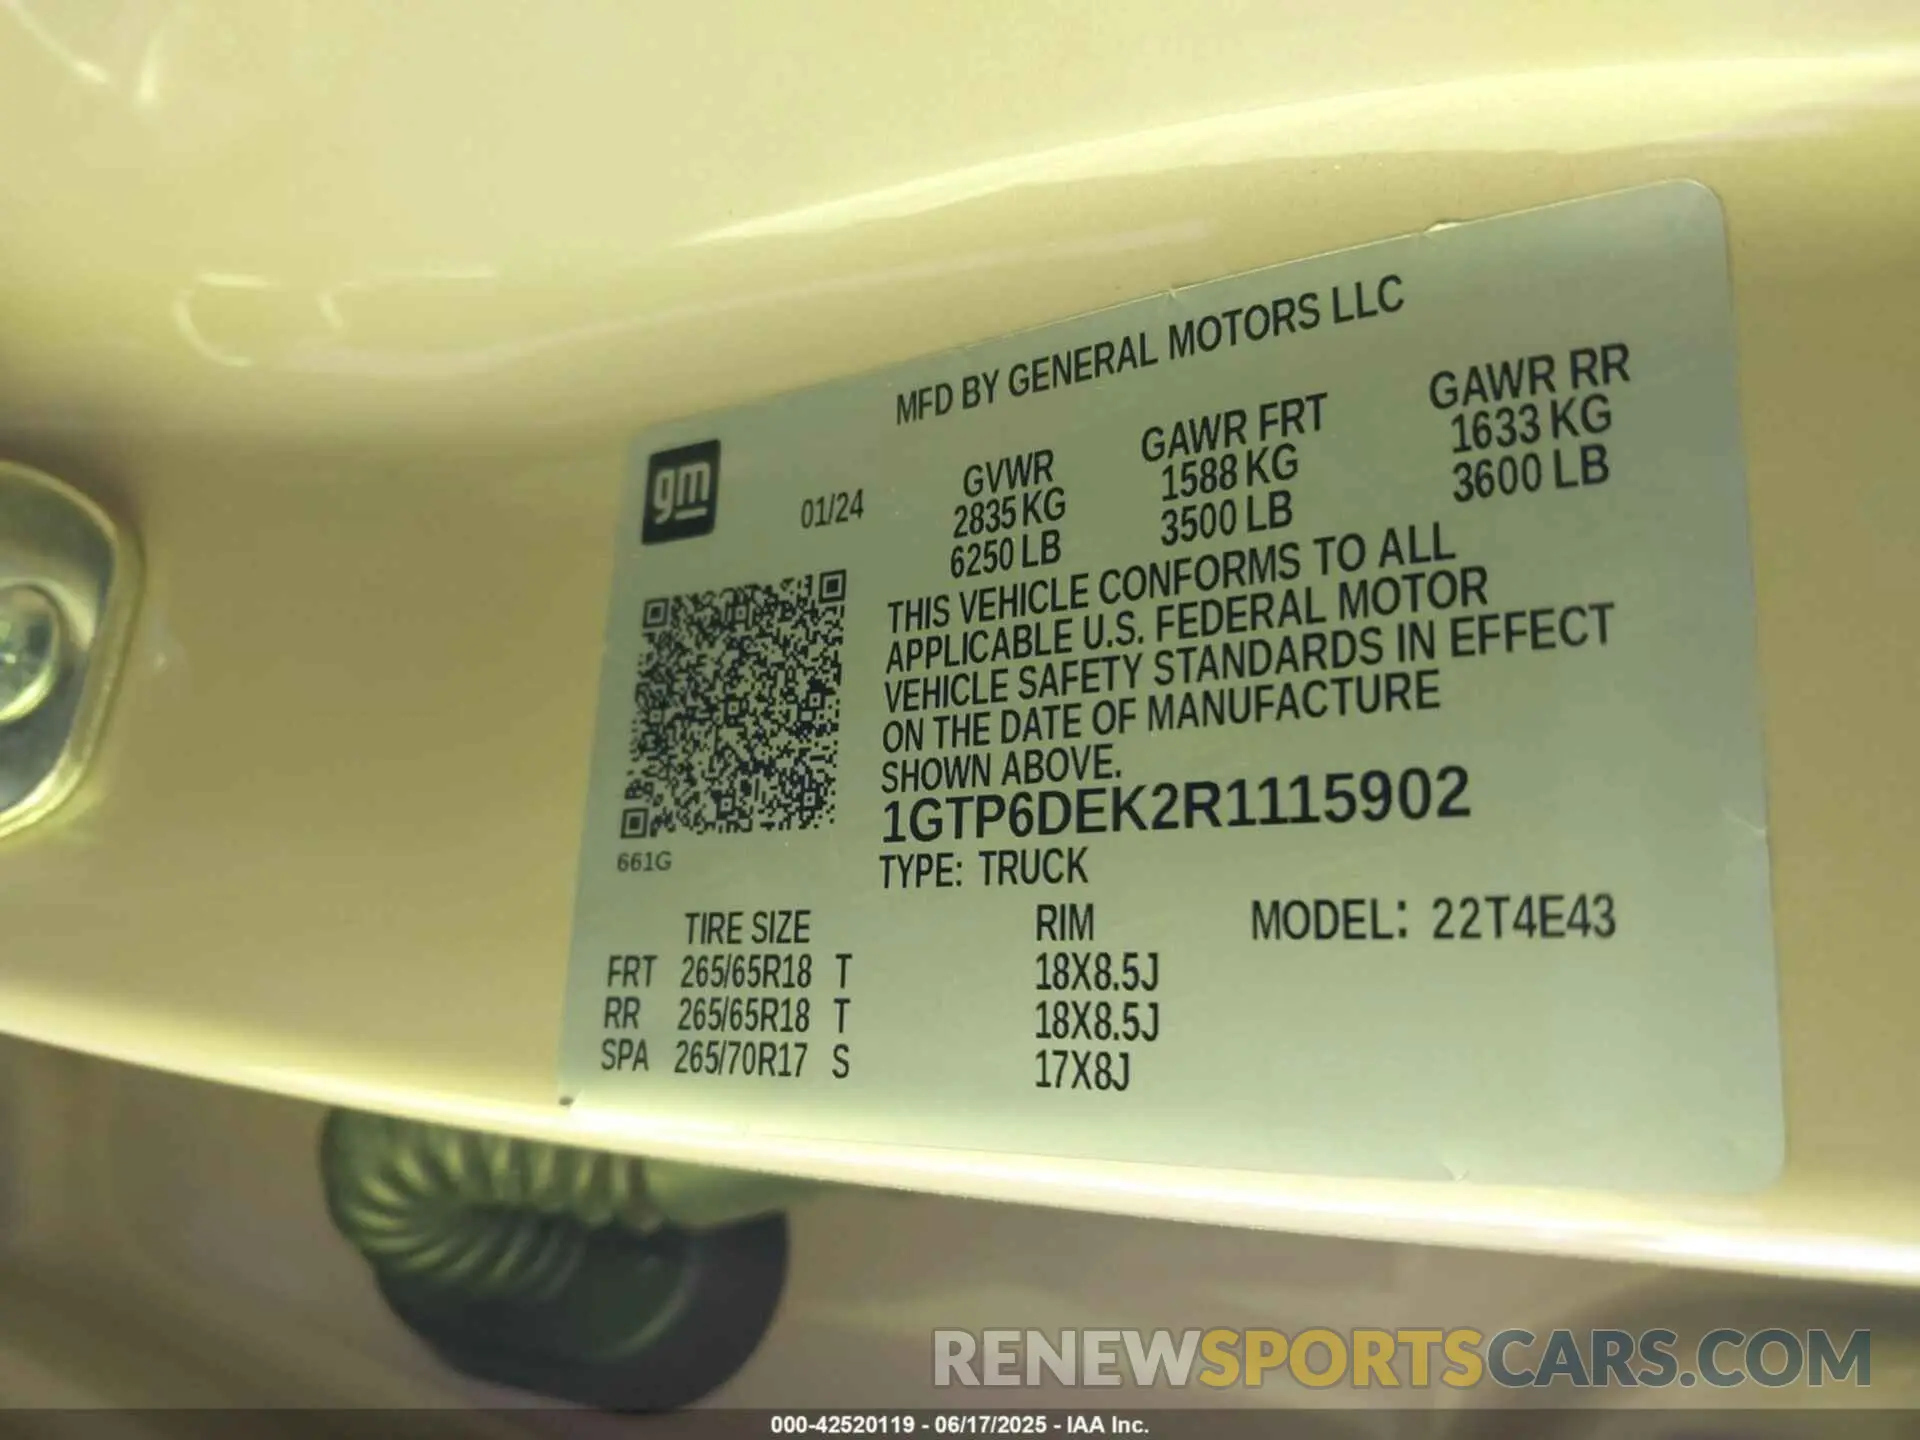 MFD BY GENERAL MOTORS LLC
gm
01/24
GVWR GAWR FRT GAWR RR
2835 KG 1588 KG 1633 KG
6250 LB 3500 LB 3600 LB
THIS VEHICLE CONFORMS TO ALL
APPLICABLE U.S. FEDERAL MOTOR
VEHICLE SAFETY STANDARDS IN EFFECT
ON THE DATE OF MANUFACTURE
SHOWN ABOVE.
1GTP6DEK2R1115902
661G
TYPE: TRUCK
TIRE SIZE RIM MODEL: 22T4E43
FRT 265/65R18 T 18X8.5J
RR 265/65R18 T 18X8.5J
SPA 265/70R17 S 17X8J
RENEWSPORTSCARS.COM
000-42520119 - 06/17/2025 - IAA Inc.